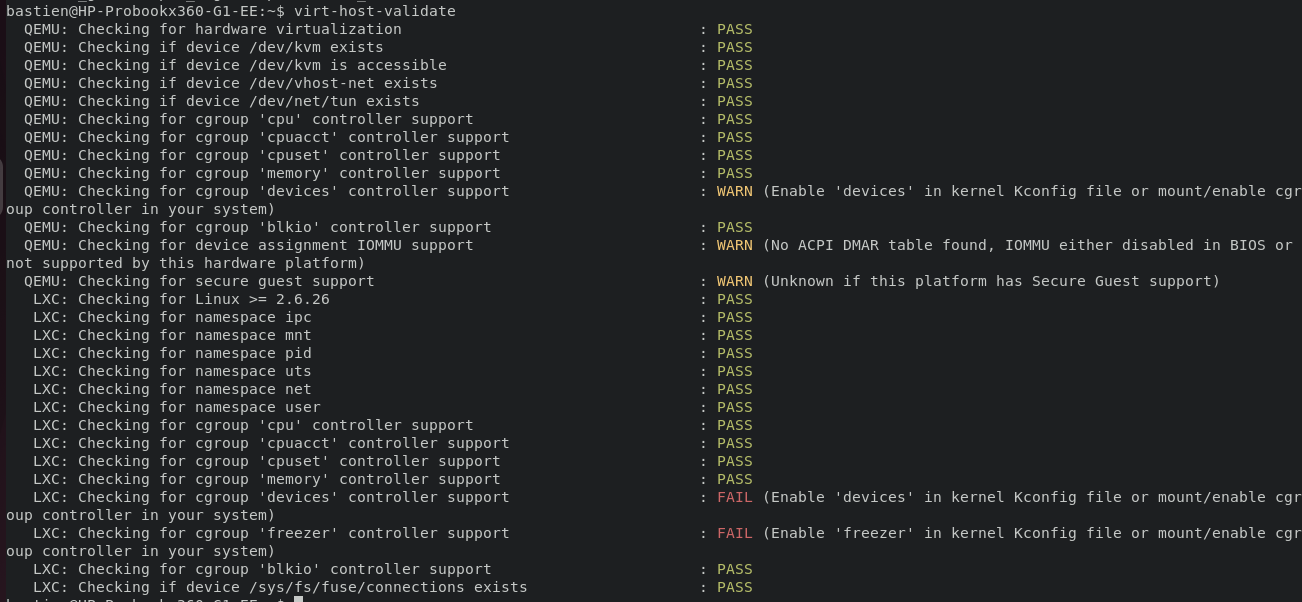 bastien@HP-Probookx360-G1-EE:~$ virt-host-validate
QEMU: Checking for hardware virtualization : PASS
QEMU: Checking if device /dev/kvm exists : PASS
QEMU: Checking if device /dev/kvm is accessible : PASS
QEMU: Checking if device /dev/vhost-net exists : PASS
QEMU: Checking if device /dev/net/tun exists : PASS
QEMU: Checking for cgroup 'cpu' controller support : PASS
QEMU: Checking for cgroup 'cpuacct' controller support : PASS
QEMU: Checking for cgroup 'cpuset' controller support : PASS
QEMU: Checking for cgroup 'memory' controller support : PASS
QEMU: Checking for cgroup 'devices' controller support : WARN (Enable 'devices' in kernel Kconfig file or mount/enable cgr
oup controller in your system)
QEMU: Checking for cgroup 'blkio' controller support : PASS
QEMU: Checking for device assignment IOMMU support : WARN (No ACPI DMAR table found, IOMMU either disabled in BIOS or
not supported by this hardware platform)
QEMU: Checking for secure guest support : WARN (Unknown if this platform has Secure Guest support)
LXC: Checking for Linux >= 2.6.26 : PASS
LXC: Checking for namespace ipc : PASS
LXC: Checking for namespace mnt : PASS
LXC: Checking for namespace pid : PASS
LXC: Checking for namespace uts : PASS
LXC: Checking for namespace net : PASS
LXC: Checking for namespace user : PASS
LXC: Checking for cgroup 'cpu' controller support : PASS
LXC: Checking for cgroup 'cpuacct' controller support : PASS
LXC: Checking for cgroup 'cpuset' controller support : PASS
LXC: Checking for cgroup 'memory' controller support : PASS
LXC: Checking for cgroup 'devices' controller support : FAIL (Enable 'devices' in kernel Kconfig file or mount/enable cgr
oup controller in your system)
LXC: Checking for cgroup 'freezer' controller support : FAIL (Enable 'freezer' in kernel Kconfig file or mount/enable cgr
oup controller in your system)
LXC: Checking for cgroup 'blkio' controller support : PASS
LXC: Checking if device /sys/fs/fuse/connections exists : PASS